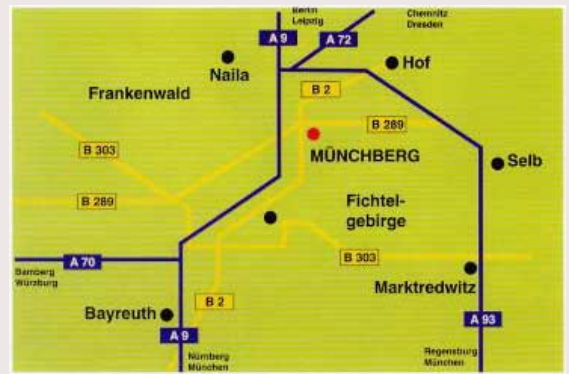 Berlin
Leipzig
Chemnitz
Dresden
A 9
A 72
Hof
Naila
Frankenwald
B 2
B 289
B 303
MÜNCHBERG
Selb
B 289
Fichtel-
gebirge
B 303
A 70
Bamberg
Würzburg
Marktredwitz
B 2
Bayreuth
A 93
A 9
Nürnberg
München
Regensburg
München